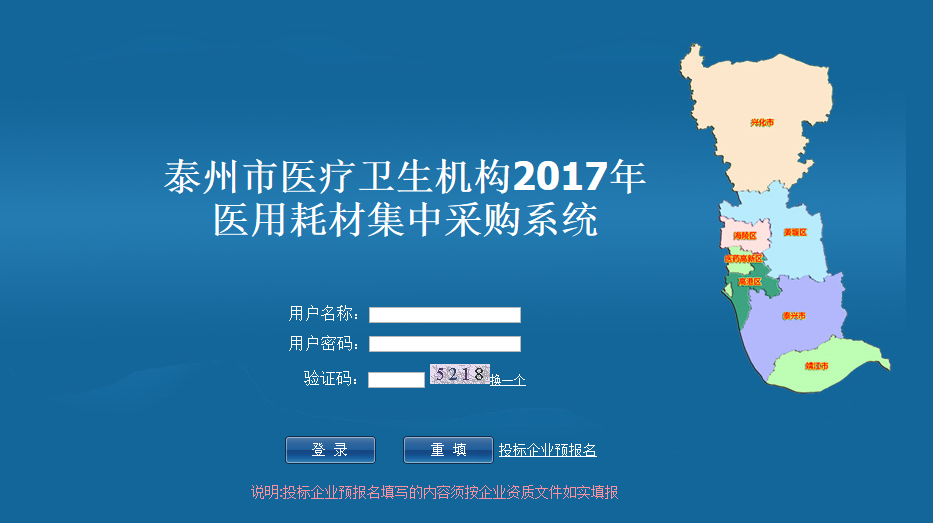 泰州市医疗卫生机构2017年
医用耗材集中采购系统
兴化市
海陵区
姜堰区
医药高新区
高港区
泰兴市
靖江市
用户名称：
用户密码：
验证码：
5218
换一个
登 录
重 填
投标企业预报名
说明:投标企业预报名填写的内容须按企业资质文件如实填报